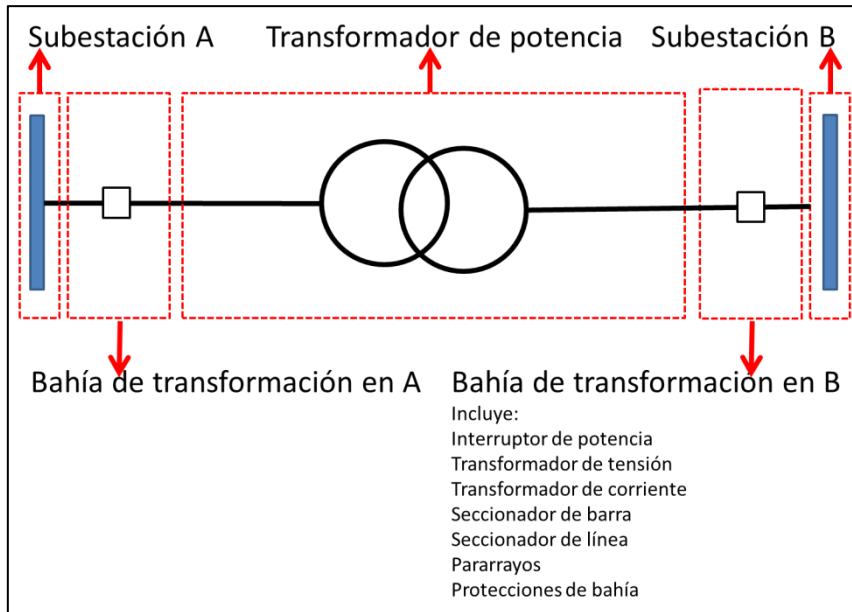 Subestación A
Transformador de potencia
Subestación B
Bahía de transformación en A
Bahía de transformación en B
Incluye:
Interruptor de potencia
Transformador de tensión
Transformador de corriente
Seccionador de barra
Seccionador de línea
Pararrayos
Protecciones de bahía